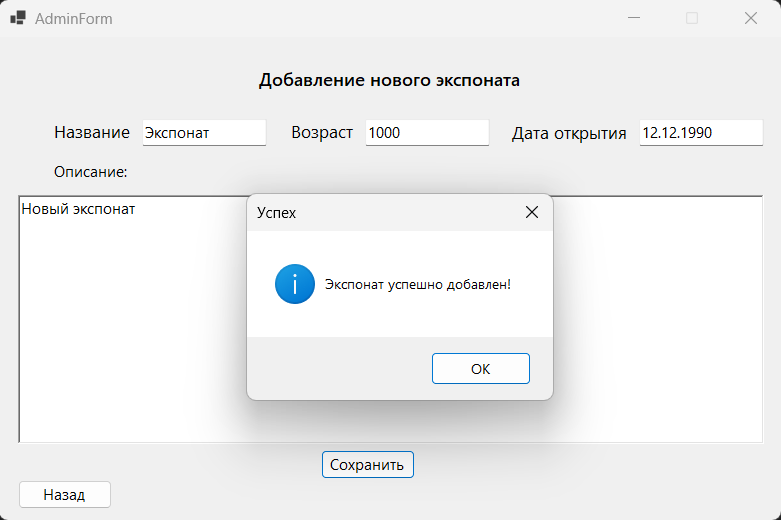 AdminForm
Добавление нового экспоната
Название Экспонат Возраст 1000 Дата открытия 12.12.1990
Описание:
Новый экспонат
Успех
Экспонат успешно добавлен!
OK
Сохранить
Назад